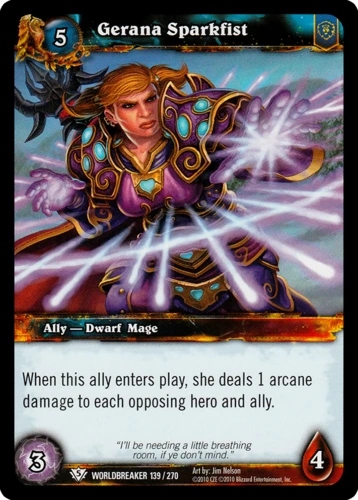 5
Gerana Sparkfist
Ally — Dwarf Mage
When this ally enters play, she deals 1 arcane
damage to each opposing hero and ally.
"I'll be needing a little breathing
room, if ye don't mind."
3
WORLDBREAKER 139 / 270
Art by: Jim Nelson
©2010 C2E ©2010 Blizzard Entertainment, Inc.
4